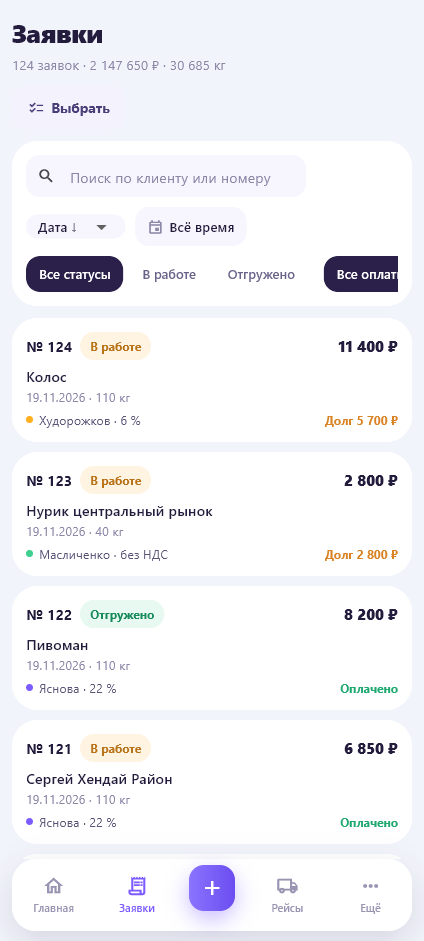 Заявки
124 заявок · 2 147 650 ₽ · 30 685 кг
Выбрать
Поиск по клиенту или номеру
Дата ↓
Всё время
Все статусы В работе Отгружено Все оплат
№ 124 В работе 11 400 ₽
Колос
19.11.2026 · 110 кг
Худорожков · 6 % Долг 5 700 ₽
№ 123 В работе 2 800 ₽
Нурик центральный рынок
19.11.2026 · 40 кг
Масличенко · без НДС Долг 2 800 ₽
№ 122 Отгружено 8 200 ₽
Пивоман
19.11.2026 · 110 кг
Яснова · 22 % Оплачено
№ 121 В работе 6 850 ₽
Сергей Хендай Район
19.11.2026 · 110 кг
Яснова · 22 % Оплачено
Главная Заявки + Рейсы Ещё